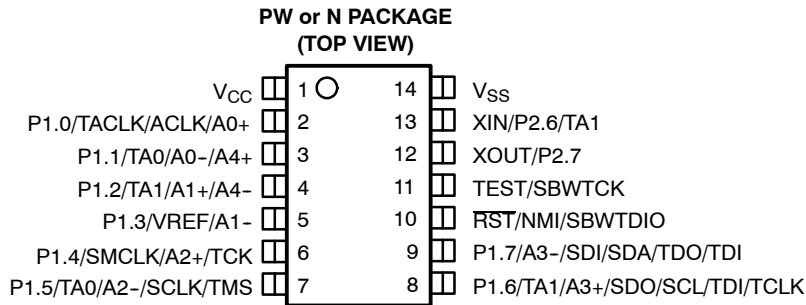 PW or N PACKAGE
(TOP VIEW)
VCC 1 14 VSS
P1.0/TACLK/ACLK/A0+ 2 13 XIN/P2.6/TA1
P1.1/TA0/A0−/A4+ 3 12 XOUT/P2.7
P1.2/TA1/A1+/A4− 4 11 TEST/SBWTCK
P1.3/VREF/A1− 5 10 RST/NMI/SBWTDIO
P1.4/SMCLK/A2+/TCK 6 9 P1.7/A3−/SDI/SDA/TDO/TDI
P1.5/TA0/A2−/SCLK/TMS 7 8 P1.6/TA1/A3+/SDO/SCL/TDI/TCLK